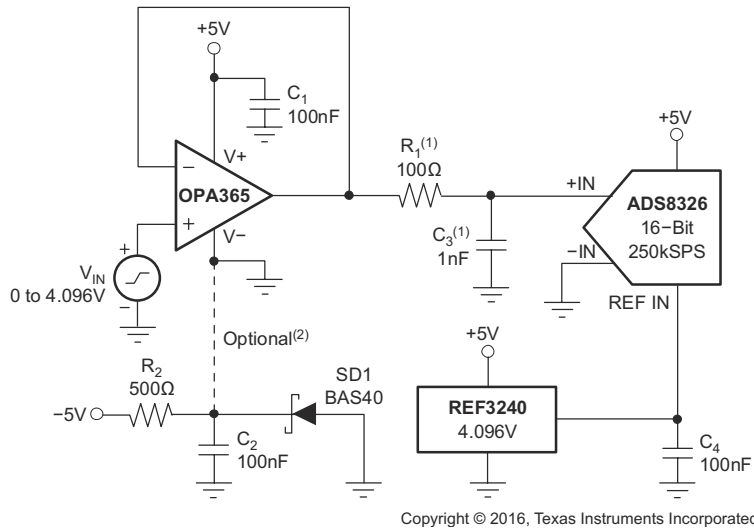 +5V
C1
100nF
V+
−
OPA365
+
V−
R1(1)
100Ω
C3(1)
1nF
+5V
+IN
ADS8326
16−Bit
−IN
250kSPS
REF IN
+
VIN
0 to 4.096V
−
Optional(2)
R2
500Ω
−5V
SD1
BAS40
C2
100nF
+5V
REF3240
4.096V
C4
100nF
Copyright © 2016, Texas Instruments Incorporated